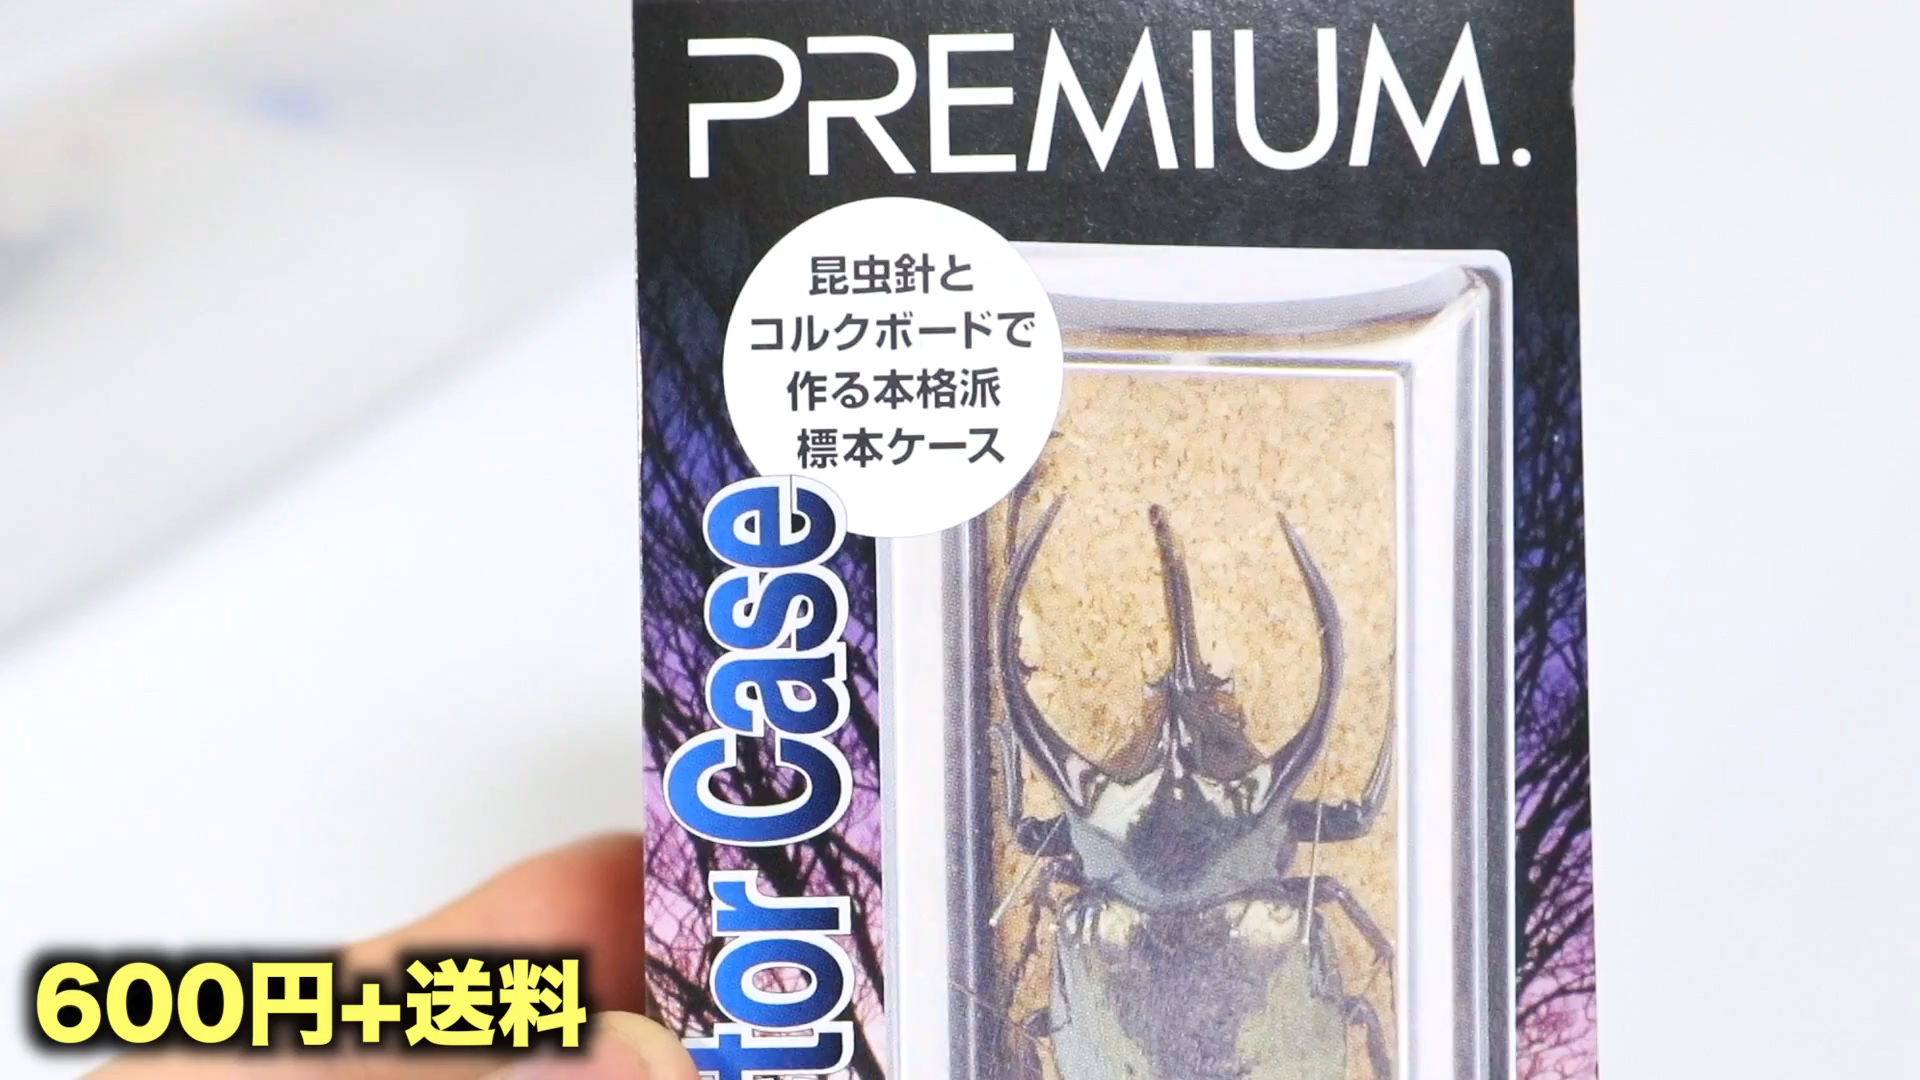 PREMIUM.
昆虫針と
コルクボードで
作る本格派
標本ケース
tor Case
600円+送料